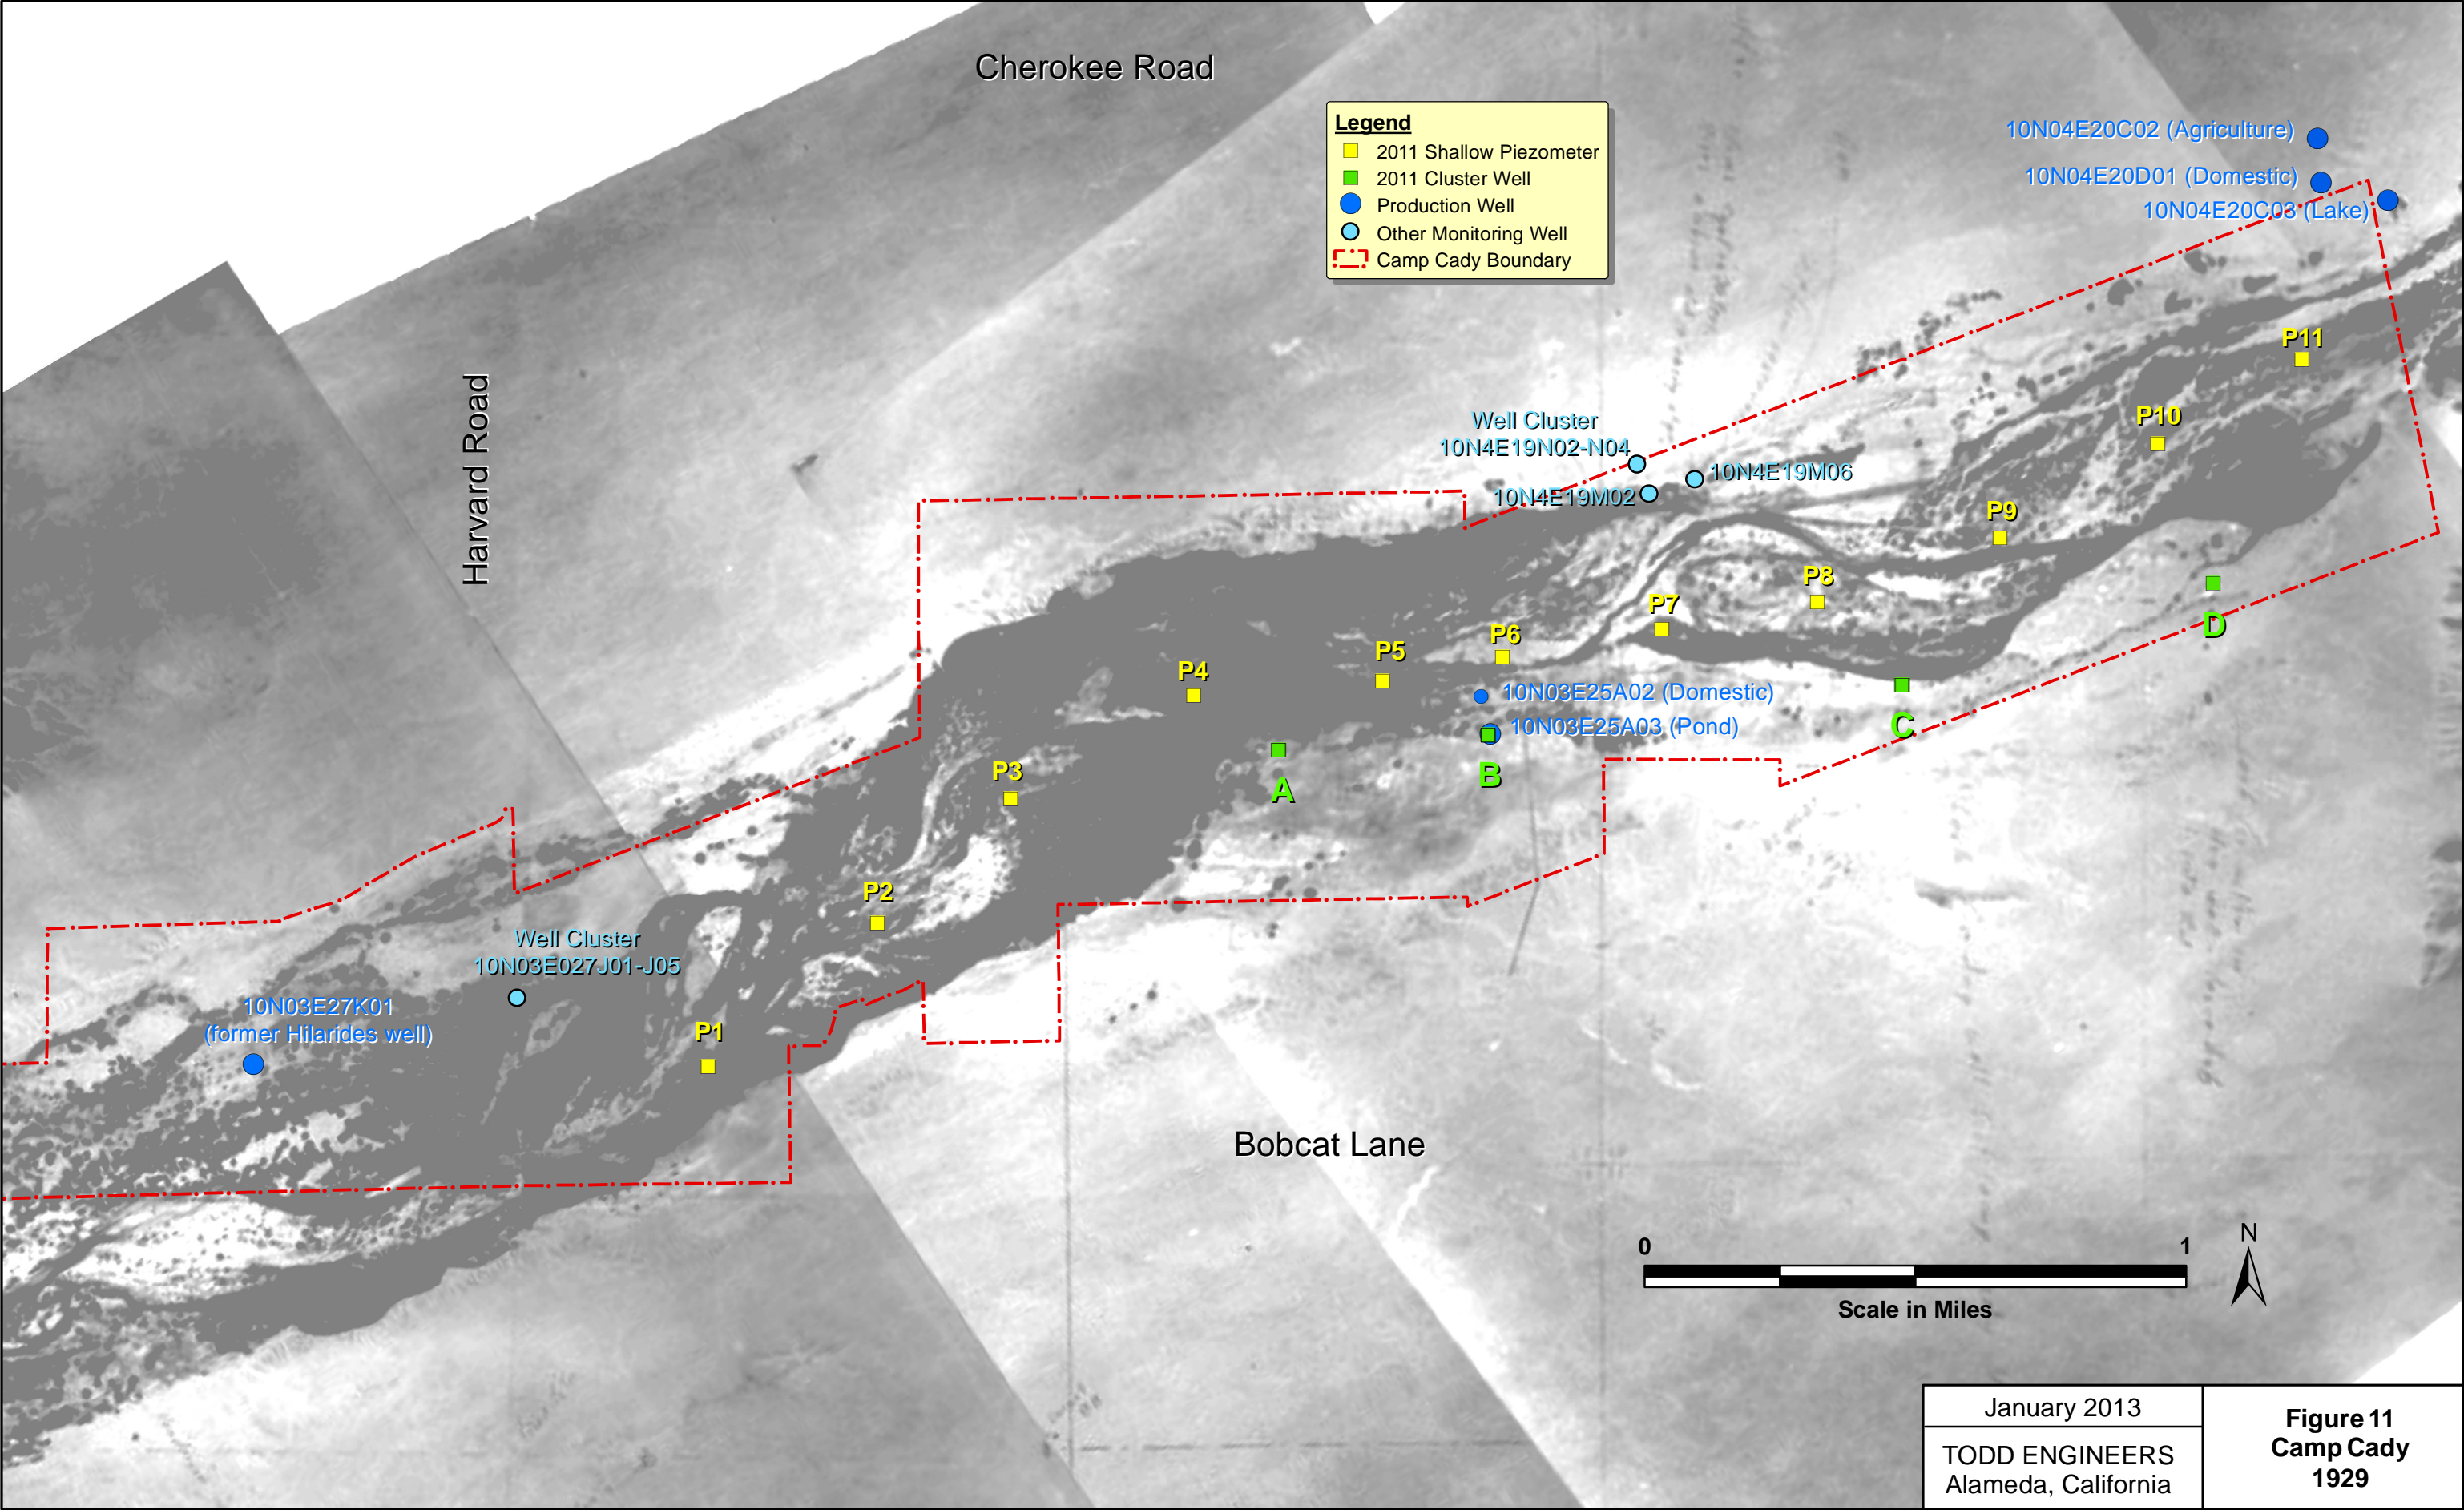 Cherokee Road
Legend
2011 Shallow Piezometer
2011 Cluster Well
Production Well
Other Monitoring Well
Camp Cady Boundary
10N04E20C02 (Agriculture)
10N04E20D01 (Domestic)
10N04E20C03 (Lake)
Harvard Road
P11
P10
Well Cluster
10N4E19N02-N04
10N4E19M06
10N4E19M02
P9
P8
P7
D
P6
P5
P4
10N03E25A02 (Domestic)
10N03E25A03 (Pond)
C
P3
A
B
P2
Well Cluster
10N03E027J01-J05
10N03E27K01
(former Hilarides well)
P1
Bobcat Lane
0 1
Scale in Miles
N
January 2013
TODD ENGINEERS
Alameda, California
Figure 11
Camp Cady
1929